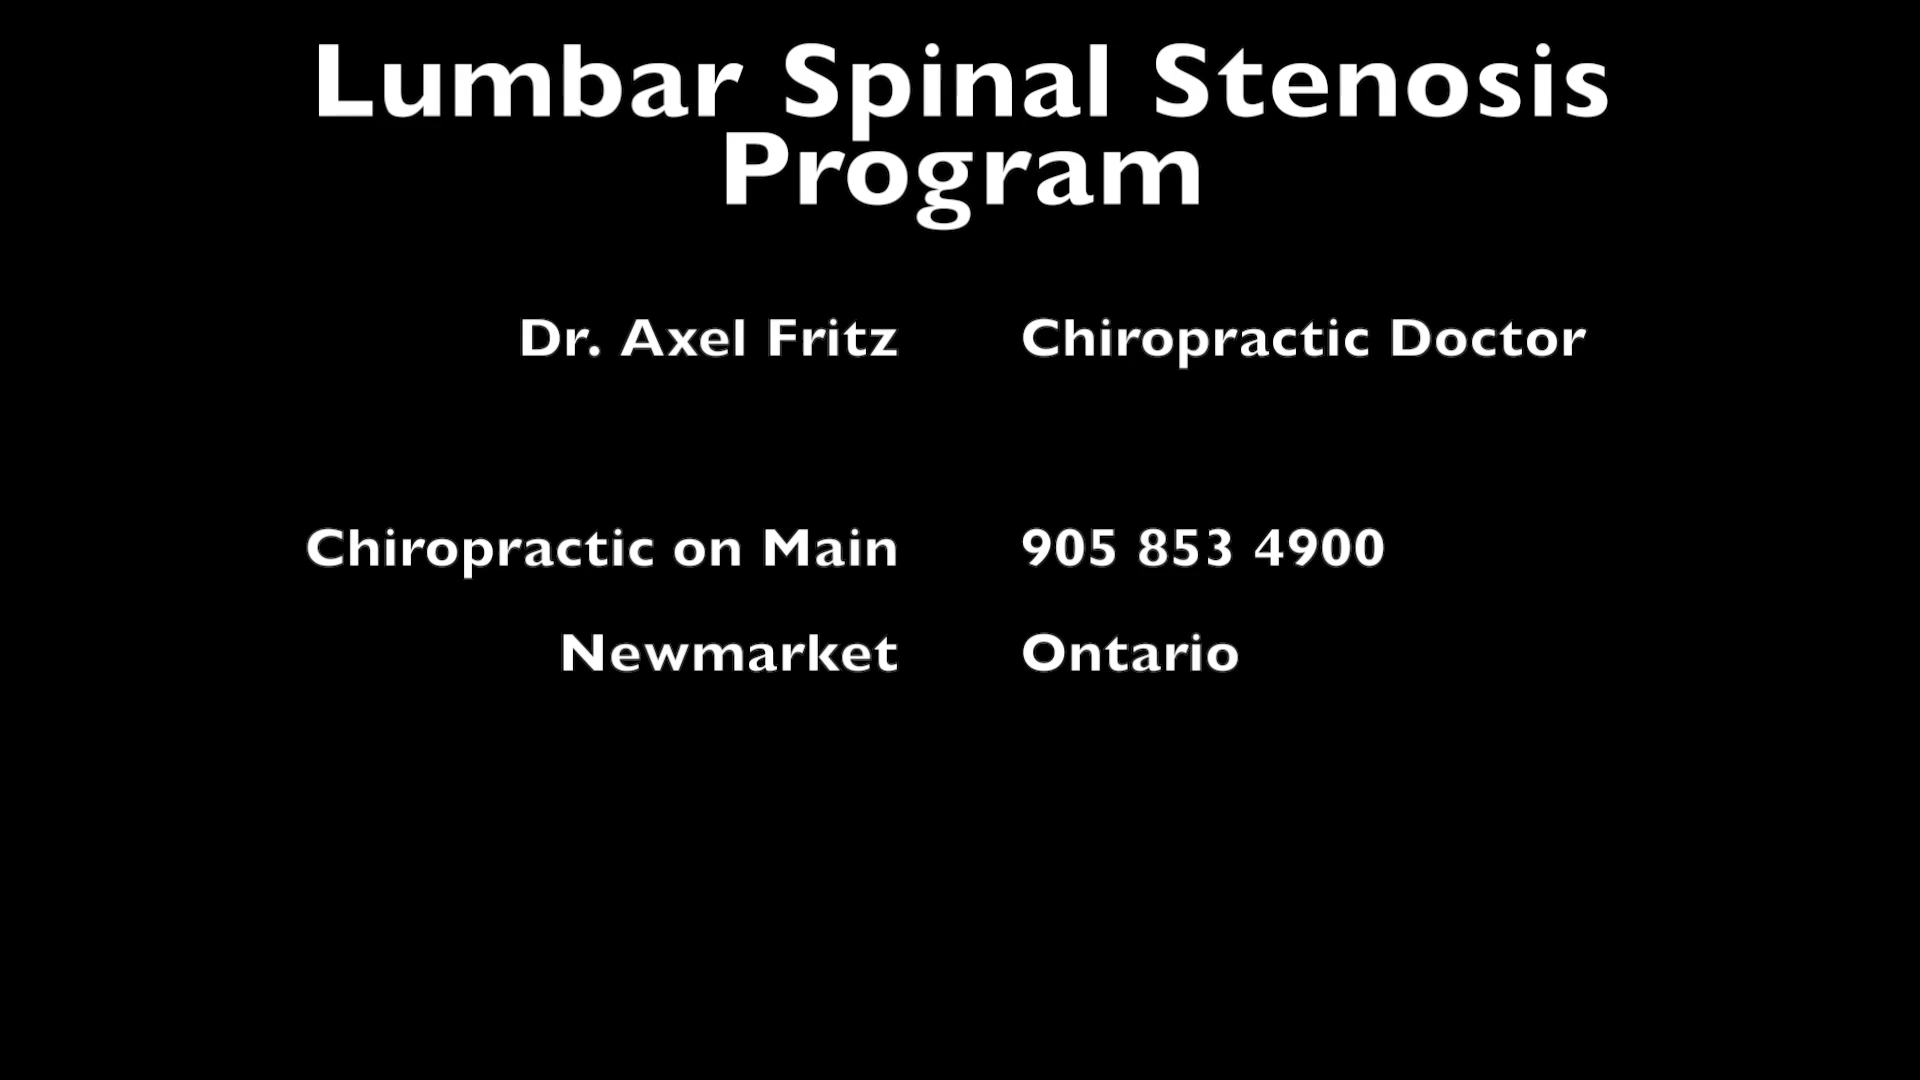 Lumbar Spinal Stenosis
Program
Dr. Axel Fritz Chiropractic Doctor
Chiropractic on Main 905 853 4900
Newmarket Ontario